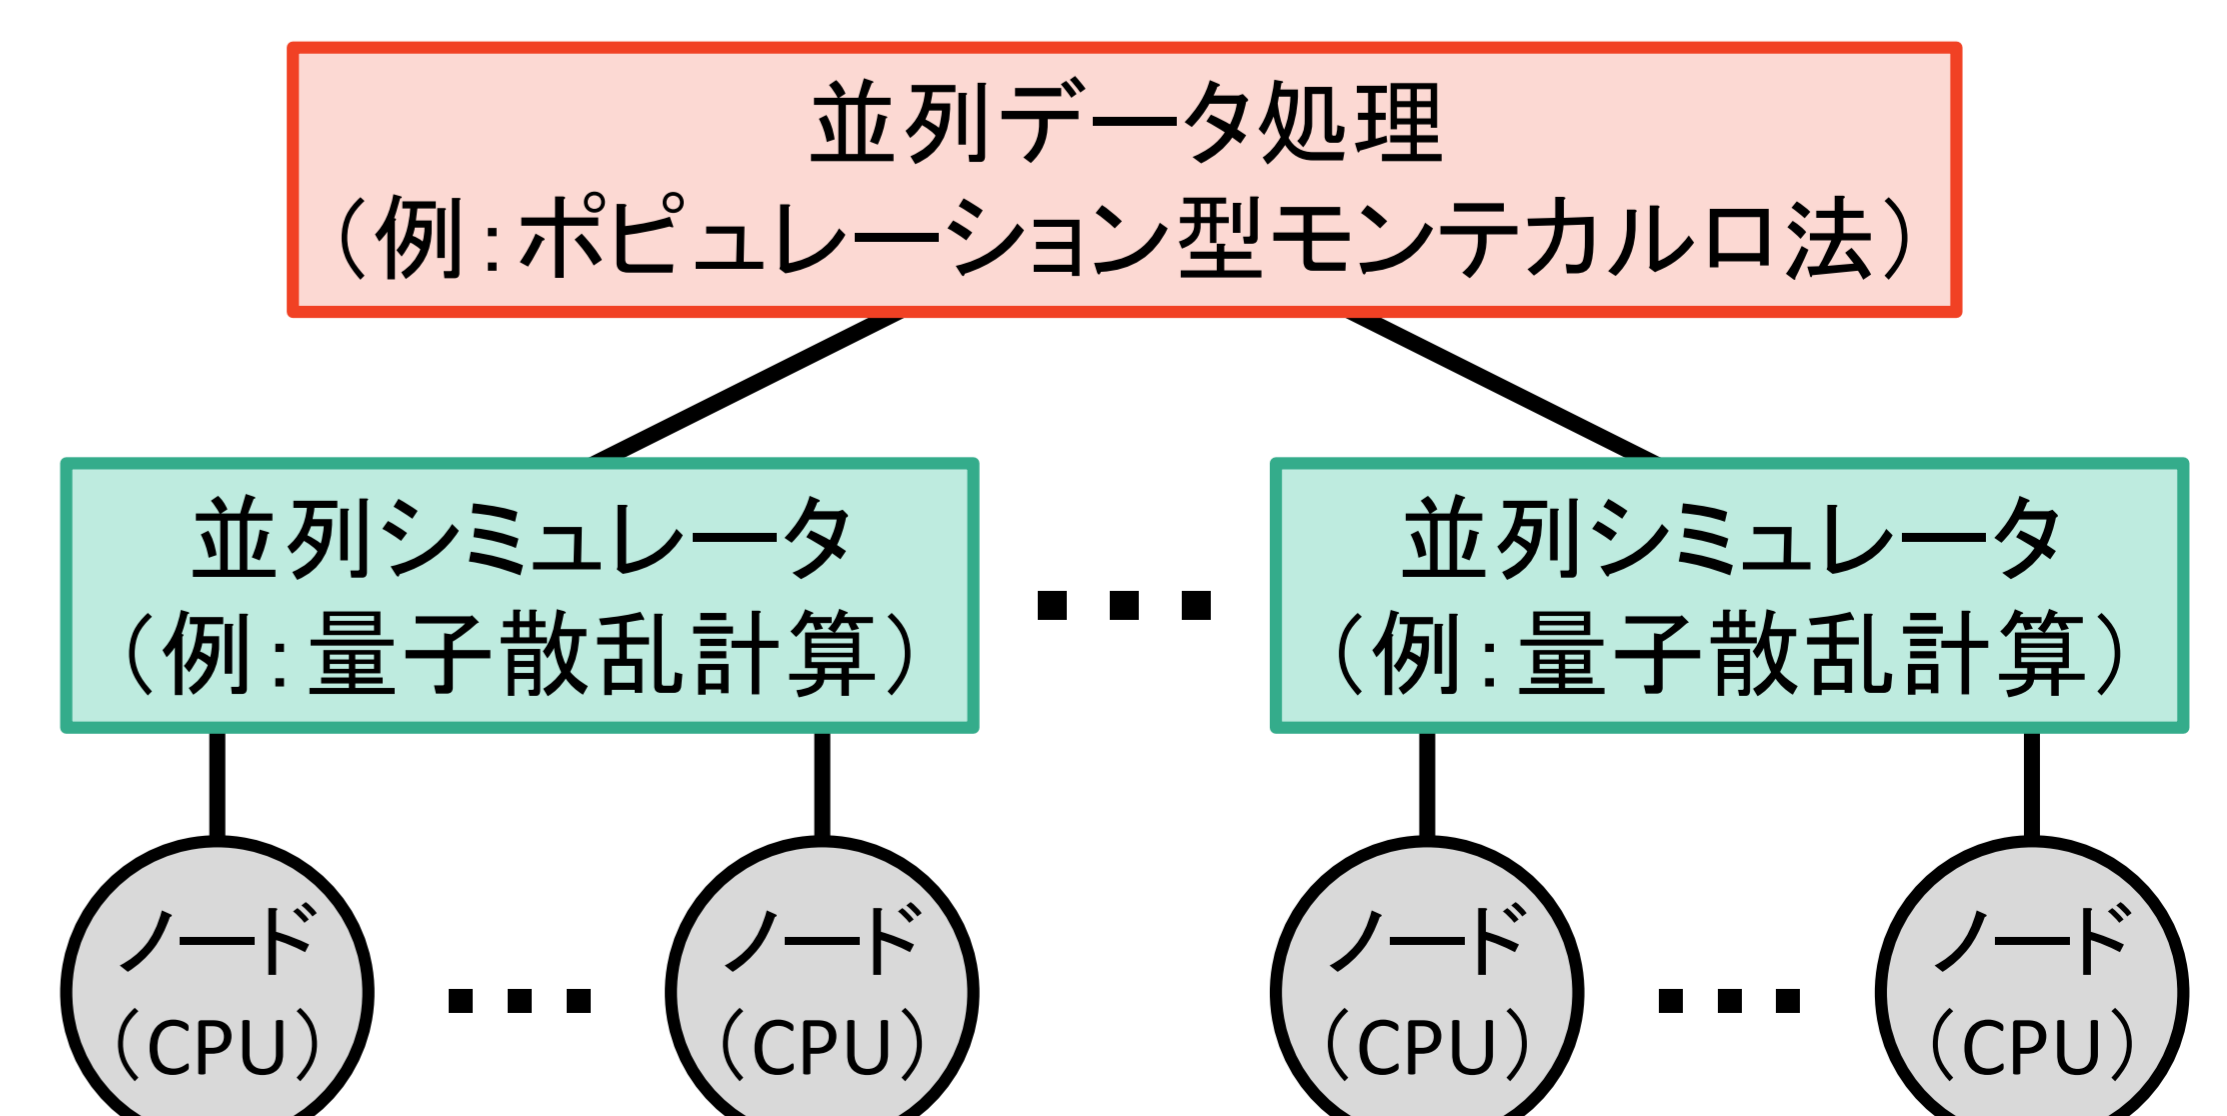 並列データ処理
（例：ポピュレーション型モンテカルロ法）
並列シミュレータ
（例：量子散乱計算）
並列シミュレータ
（例：量子散乱計算）
ノード
（CPU）
ノード
（CPU）
ノード
（CPU）
ノード
（CPU）